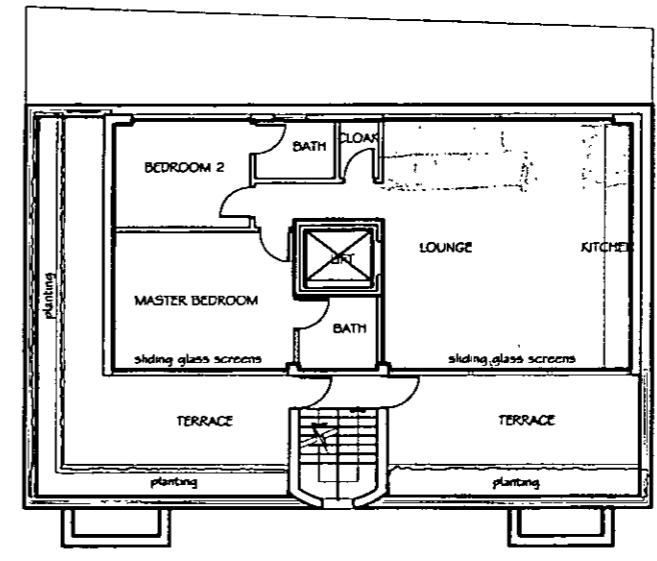 BATH
CLOAK
BEDROOM 2
LOUNGE
KITCHEN
LIFT
planting
MASTER BEDROOM
BATH
sliding glass screens
sliding glass screens
TERRACE
TERRACE
planting
planting